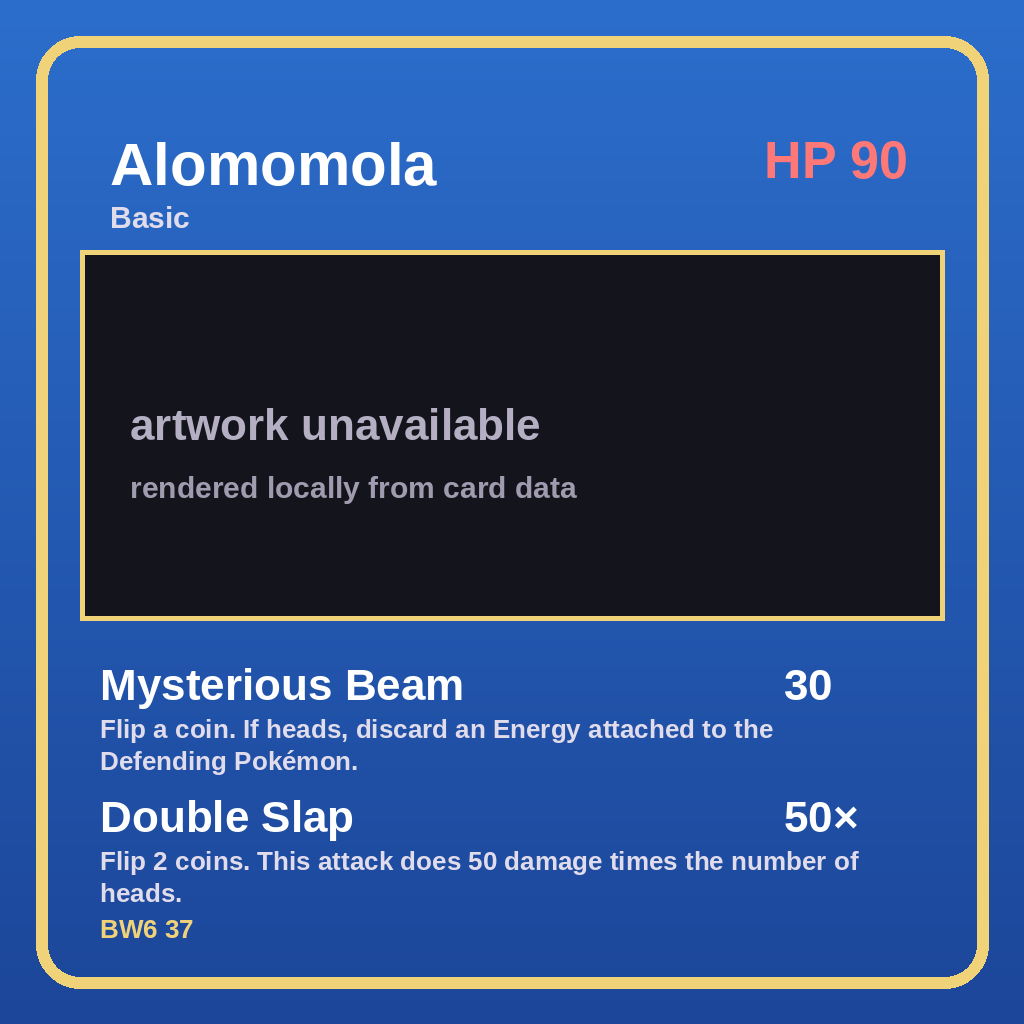 Alomomola
HP 90
Basic
artwork unavailable
rendered locally from card data
Mysterious Beam 30
Flip a coin. If heads, discard an Energy attached to the
Defending Pokémon.
Double Slap 50×
Flip 2 coins. This attack does 50 damage times the number of
heads.
BW6 37